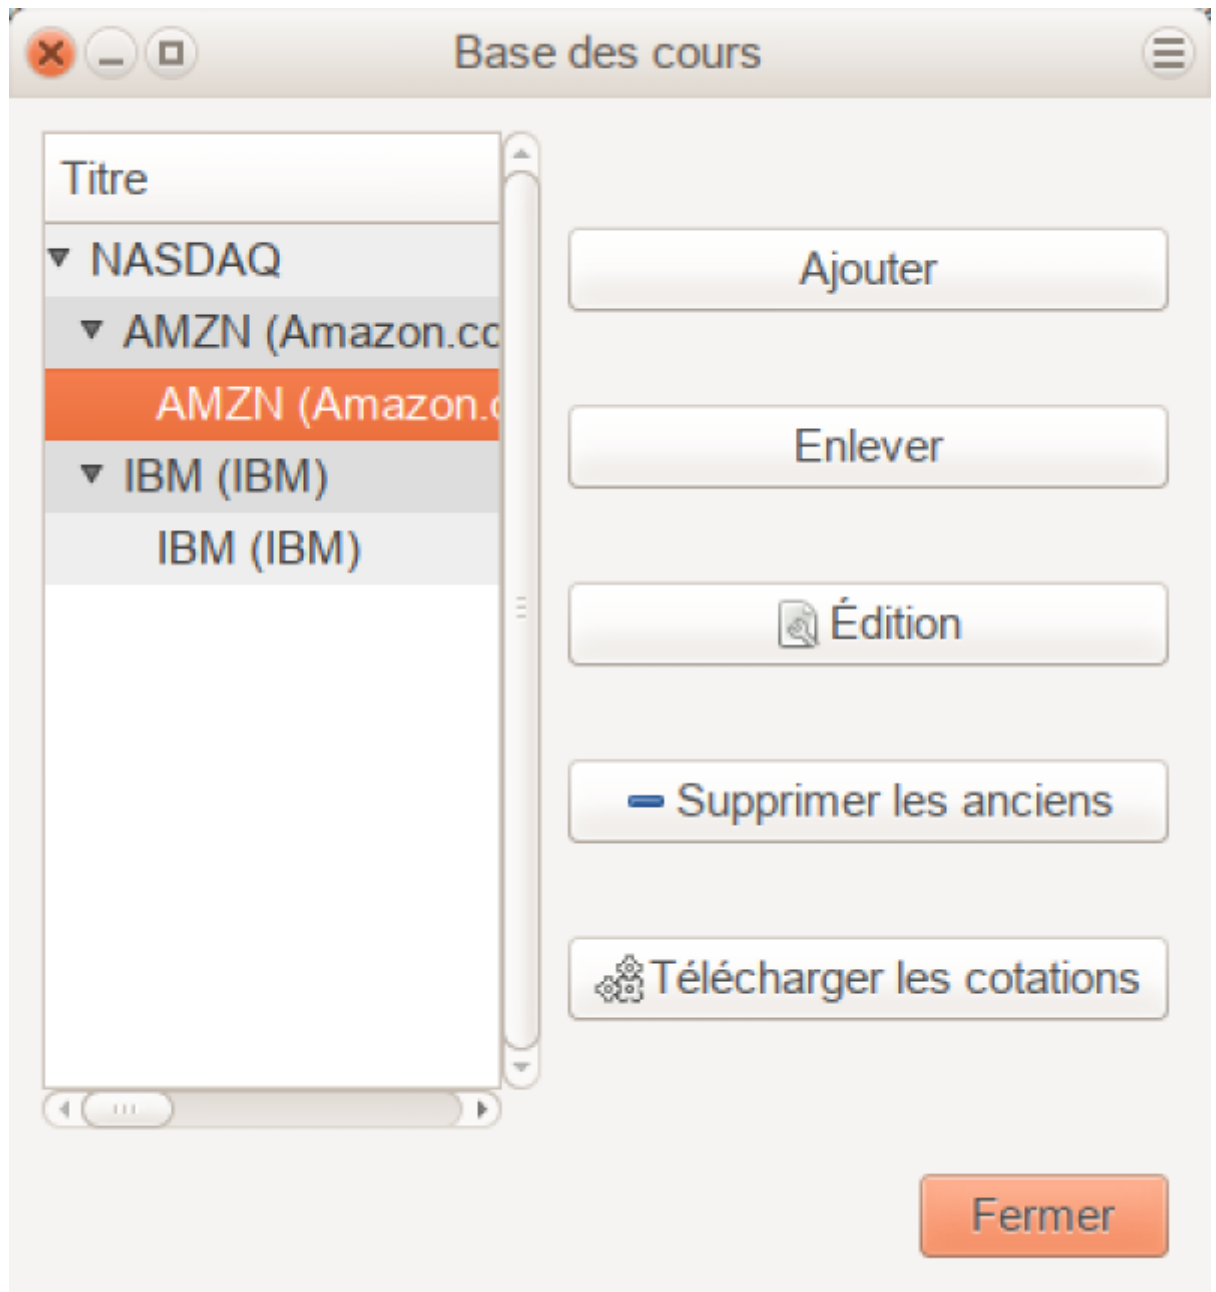 Base des cours
Titre
NASDAQ
AMZN (Amazon.co
AMZN (Amazon.c
IBM (IBM)
IBM (IBM)
Ajouter
Enlever
Édition
Supprimer les anciens
Télécharger les cotations
Fermer